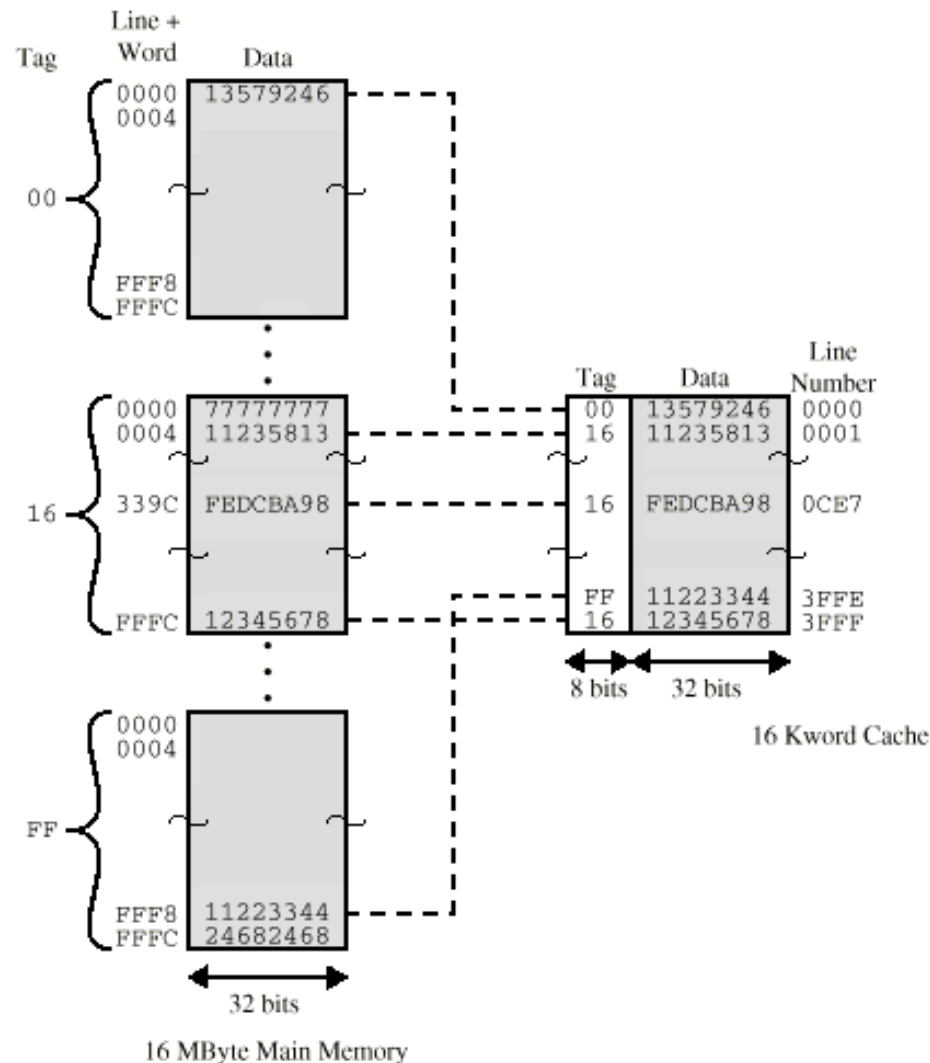 Line +
Tag Word Data
0000 13579246
0004
00
FFF8
FFFC
0000 77777777
0004 11235813
16 339C FEDCBA98
FFFC 12345678
0000
0004
FF
FFF8 11223344
FFFC 24682468
32 bits
16 MByte Main Memory
Line
Tag Data Number
00 13579246 0000
16 11235813 0001
16 FEDCBA98 0CE7
FF 11223344 3FFE
16 12345678 3FFF
8 bits 32 bits
16 Kword Cache